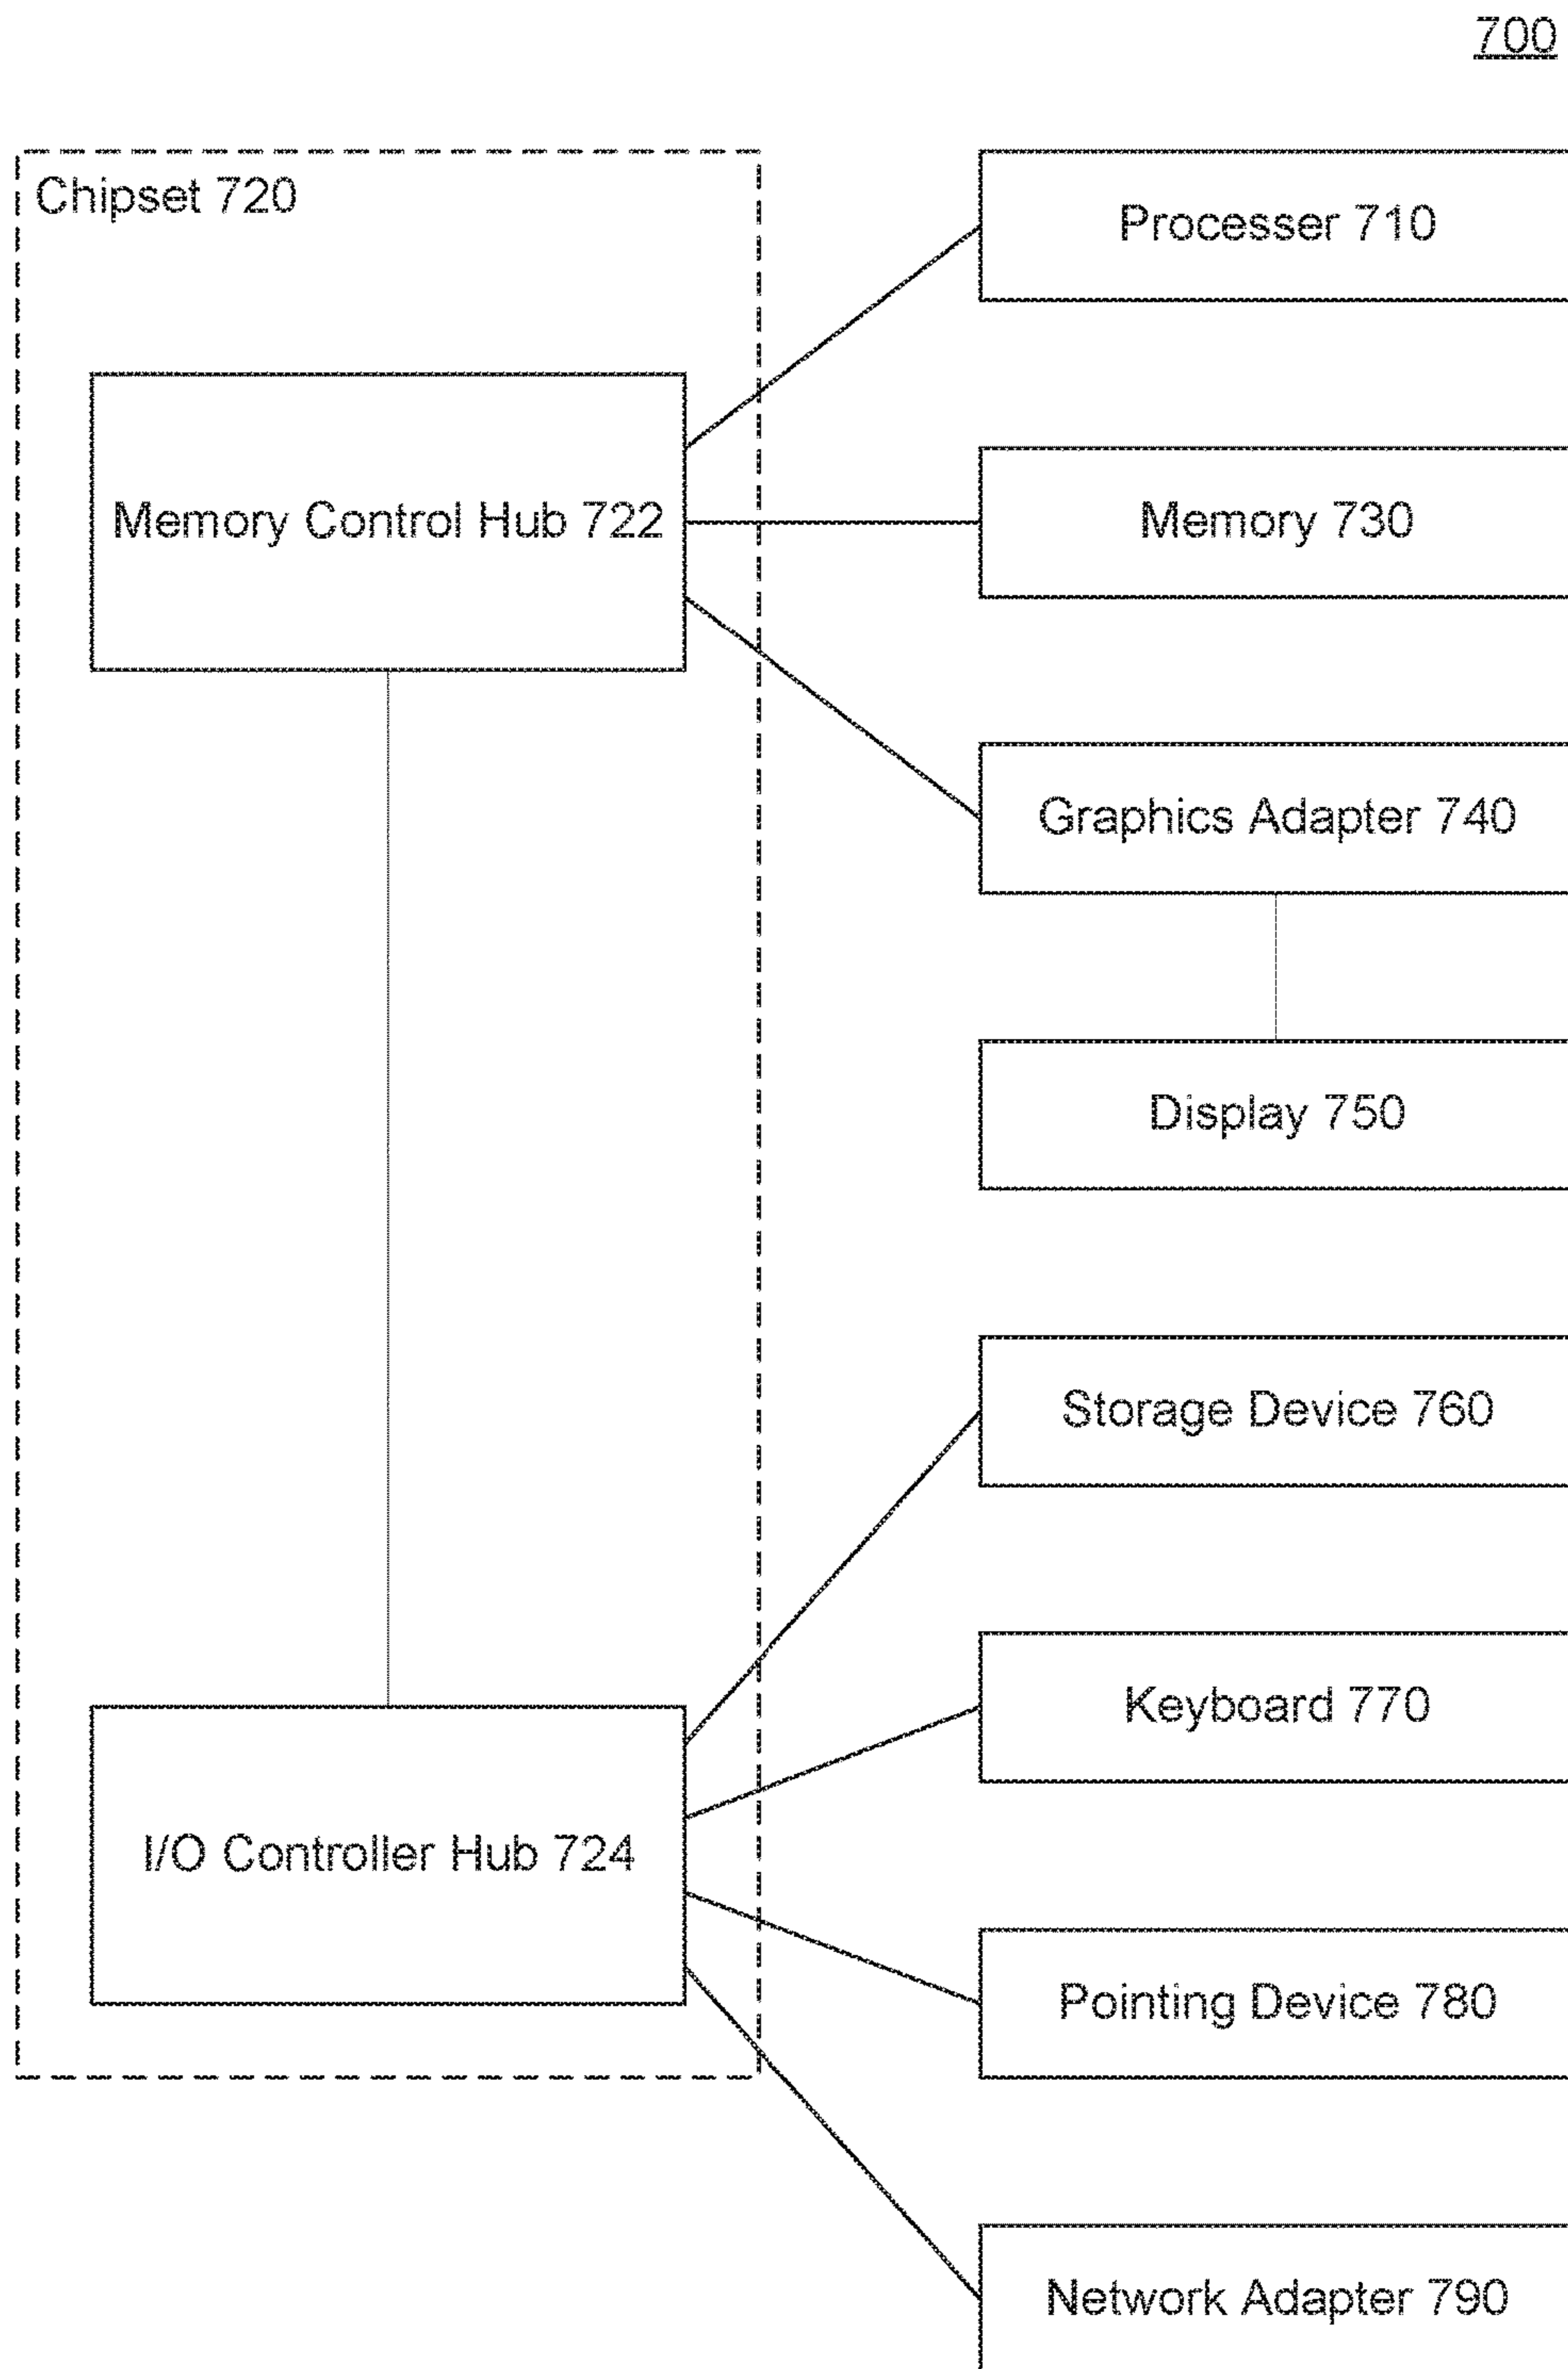 700
Chipset 720
Processer 710
Memory Control Hub 722
Memory 730
Graphics Adapter 740
Display 750
Storage Device 760
Keyboard 770
I/O Controller Hub 724
Pointing Device 780
Network Adapter 790